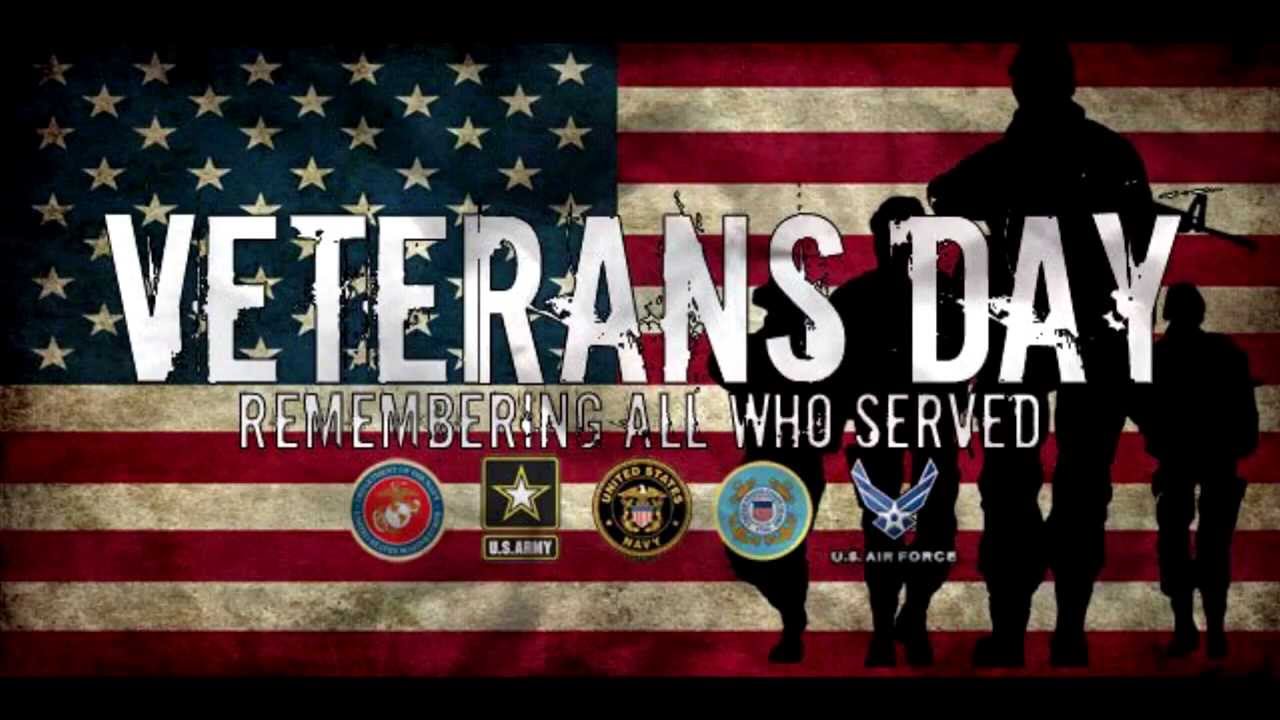 VETERANS DAY
REMEMBERING ALL WHO SERVED
U.S.ARMY
UNITED STATES
NAVY
U.S. AIR FORCE